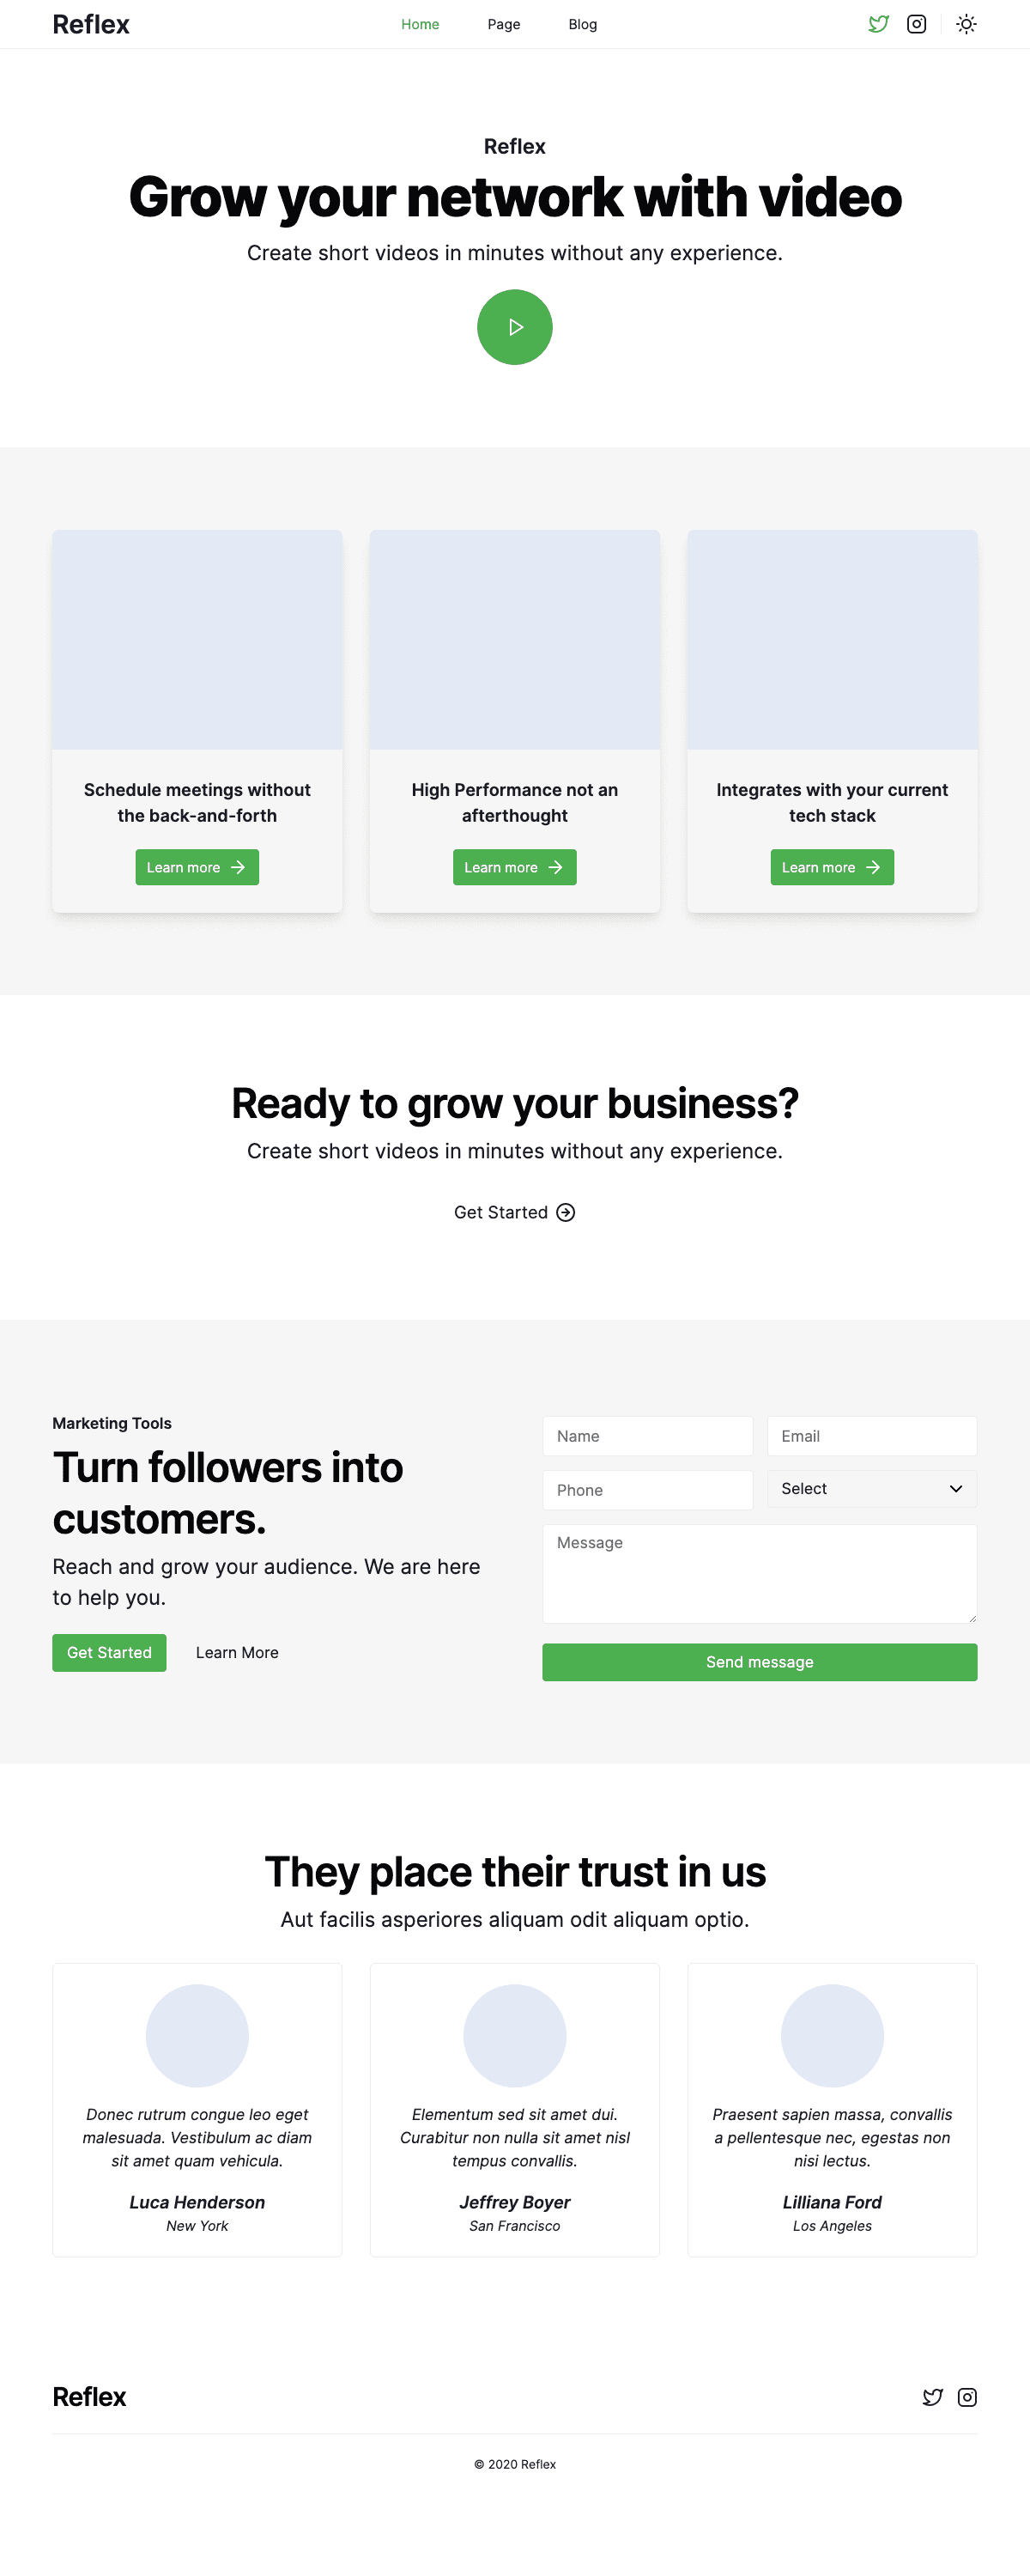 Reflex
Home Page Blog
Reflex
Grow your network with video
Create short videos in minutes without any experience.
Schedule meetings without
the back-and-forth
Learn more
High Performance not an
afterthought
Learn more
Integrates with your current
tech stack
Learn more
Ready to grow your business?
Create short videos in minutes without any experience.
Get Started
Marketing Tools
Turn followers into
customers.
Reach and grow your audience. We are here
to help you.
Get Started Learn More
Name Email
Phone Select
Message
Send message
They place their trust in us
Aut facilis asperiores aliquam odit aliquam optio.
Donec rutrum congue leo eget
malesuada. Vestibulum ac diam
sit amet quam vehicula.
Luca Henderson
New York
Elementum sed sit amet dui.
Curabitur non nulla sit amet nisl
tempus convallis.
Jeffrey Boyer
San Francisco
Praesent sapien massa, convallis
a pellentesque nec, egestas non
nisi lectus.
Lilliana Ford
Los Angeles
Reflex
© 2020 Reflex